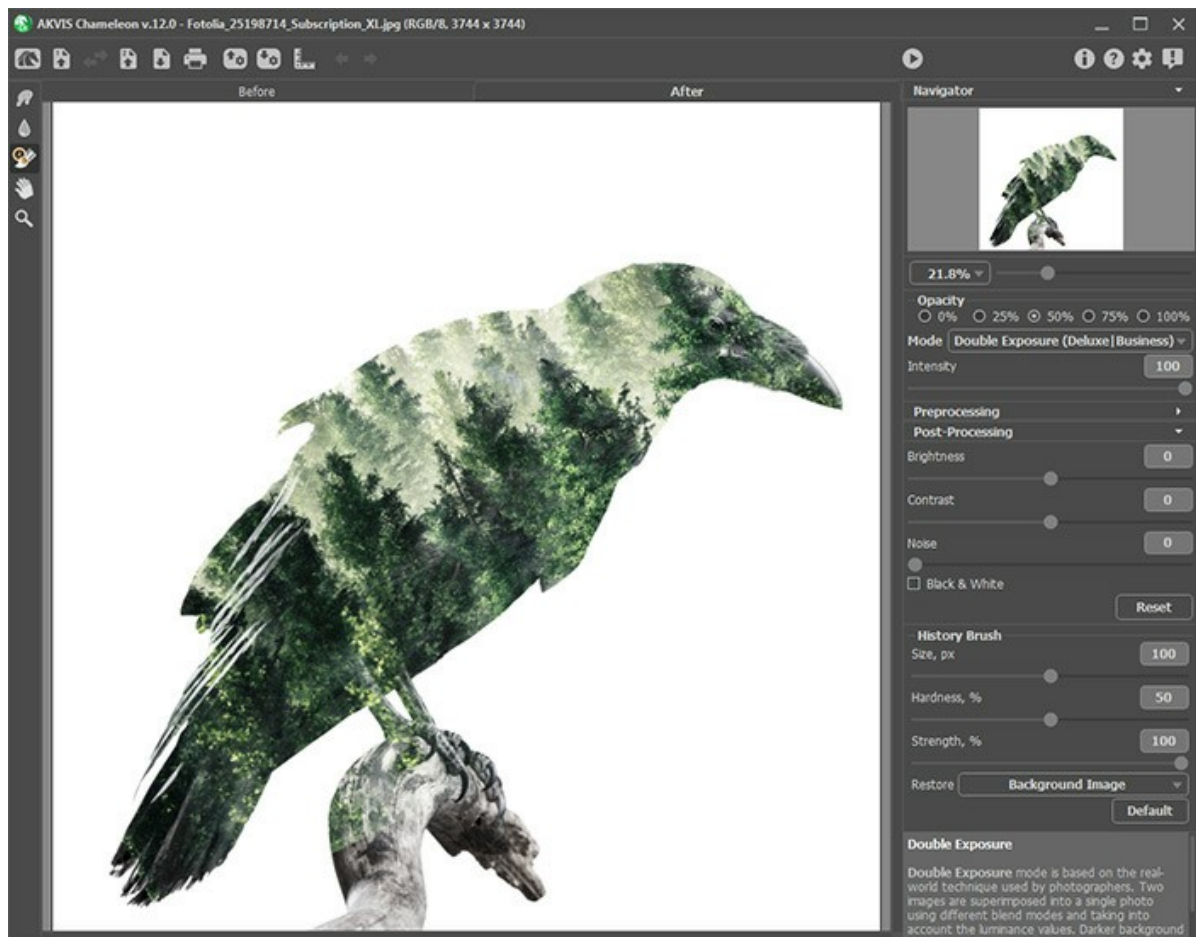 AKVIS Chameleon v.12.0 - Fotolia_25198714_Subscription_XL.jpg (RGB/8, 3744 x 3744)
Before
After
Navigator
21.8%
Opacity
0% 25% 50% 75% 100%
Mode Double Exposure (Deluxe|Business)
Intensity 100
Preprocessing
Post-Processing
Brightness 0
Contrast 0
Noise 0
Black & White
Reset
History Brush
Size, px 100
Hardness, % 50
Strength, % 100
Restore Background Image
Default
Double Exposure
Double Exposure mode is based on the real-
world technique used by photographers. Two
images are superimposed into a single photo
using different blend modes and taking into
account the luminance values. Darker background